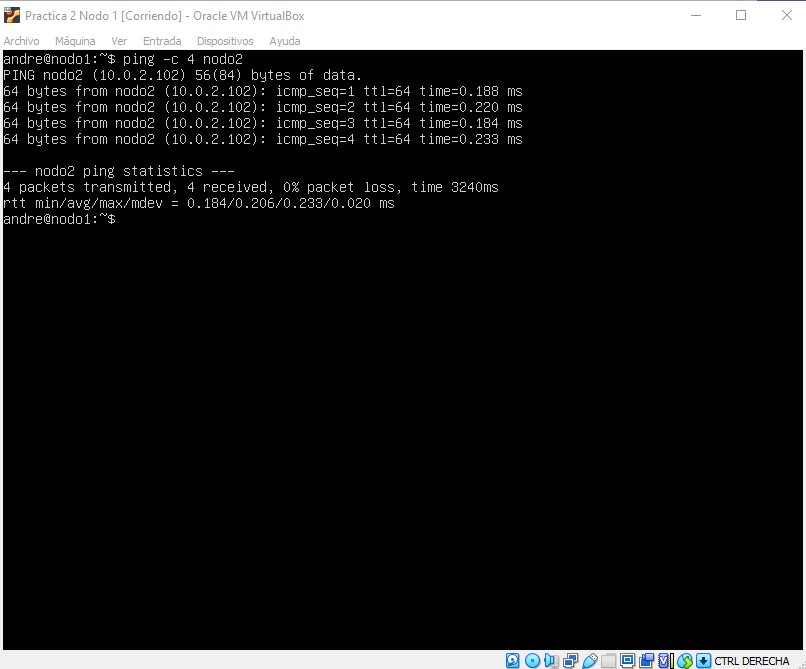 Practica 2 Nodo 1 [Corriendo] - Oracle VM VirtualBox
Archivo Máquina Ver Entrada Dispositivos Ayuda
andre@nodo1:~$ ping -c 4 nodo2
PING nodo2 (10.0.2.102) 56(84) bytes of data.
64 bytes from nodo2 (10.0.2.102): icmp_seq=1 ttl=64 time=0.188 ms
64 bytes from nodo2 (10.0.2.102): icmp_seq=2 ttl=64 time=0.220 ms
64 bytes from nodo2 (10.0.2.102): icmp_seq=3 ttl=64 time=0.184 ms
64 bytes from nodo2 (10.0.2.102): icmp_seq=4 ttl=64 time=0.233 ms
--- nodo2 ping statistics ---
4 packets transmitted, 4 received, 0% packet loss, time 3240ms
rtt min/avg/max/mdev = 0.184/0.206/0.233/0.020 ms
andre@nodo1:~$
CTRL DERECHA